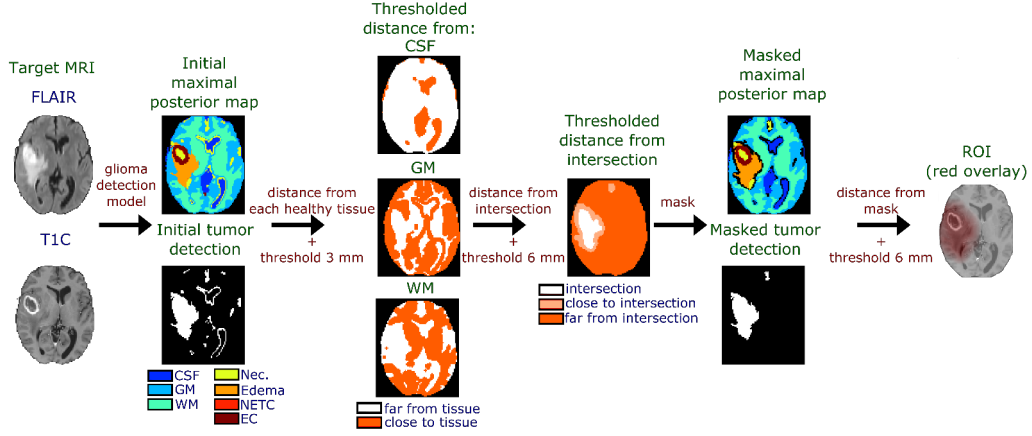 Target MRI
FLAIR
T1C
glioma
detection
model
Initial
maximal
posterior map
Initial tumor
detection
CSF
GM
WM
Nec.
Edema
NETC
EC
distance from
each healthy tissue
+
threshold 3 mm
Thresholded
distance from:
CSF
GM
WM
far from tissue
close to tissue
distance from
intersection
+
threshold 6 mm
Thresholded
distance from
intersection
intersection
close to intersection
far from intersection
mask
Masked
maximal
posterior map
Masked tumor
detection
distance from
mask
+
threshold 6 mm
ROI
(red overlay)